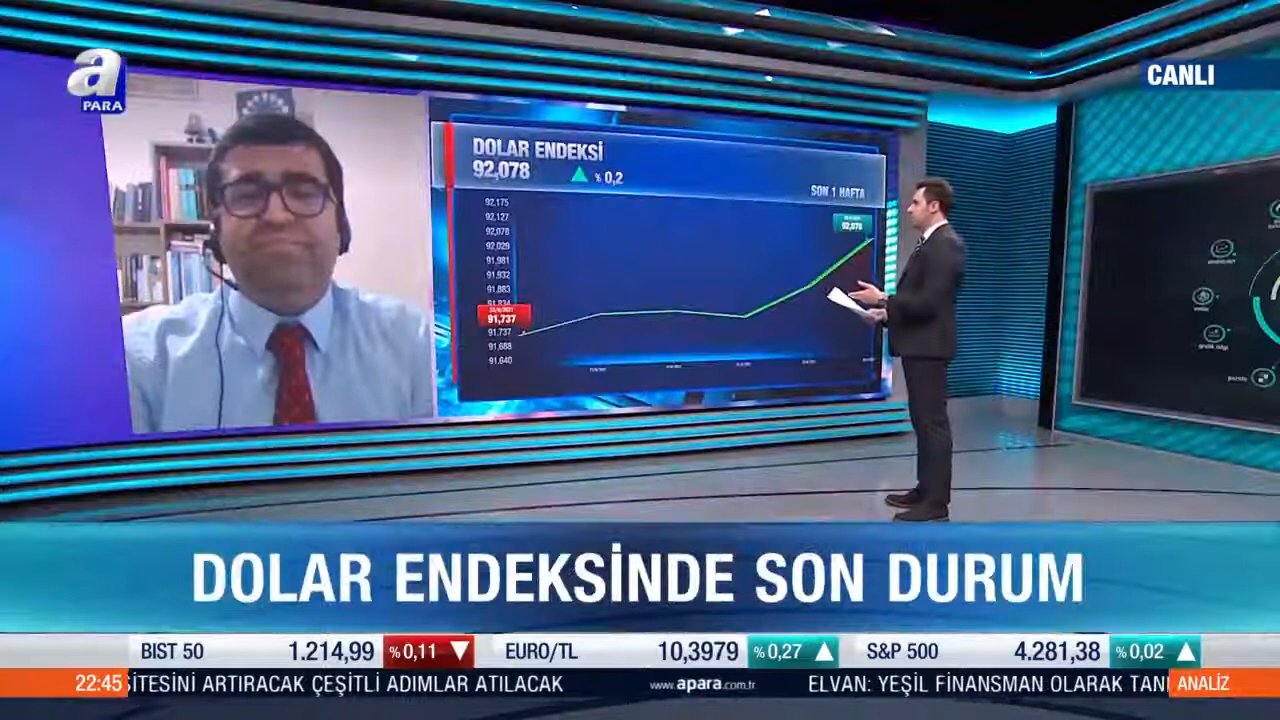 a
PARA
CANLI
DOLAR ENDEKSİ
92,078
% 0,2
SON 1 HAFTA
92,175
92,127
92,078
92,029
91,981
91,932
91,883
91,834
91,737
91,737
91,688
91,640
92,078
DOLAR ENDEKSİNDE SON DURUM
BIST 50 1.214,99 % 0,11
EURO/TL 10,3979 % 0,27
S&P 500 4.281,38 % 0,02
22:45
SİTESİNİ ARTIRACAK ÇEŞİTLİ ADIMLAR ATILACAK
www.apara.com.tr
ELVAN: YEŞİL FİNANSMAN OLARAK TANI
ANALİZ